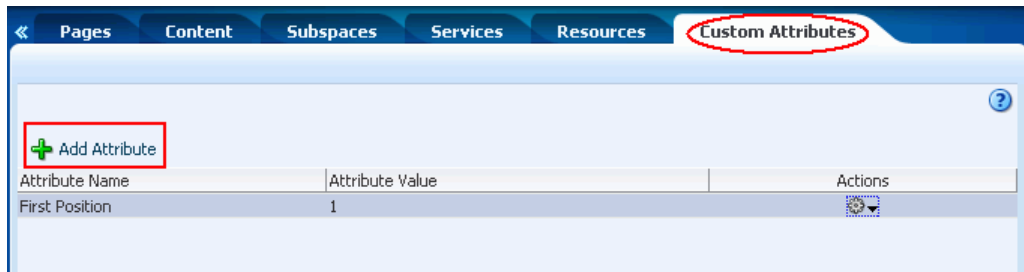 « Pages Content Subspaces Services Resources Custom Attributes
?
Add Attribute
Attribute Name Attribute Value Actions
First Position 1